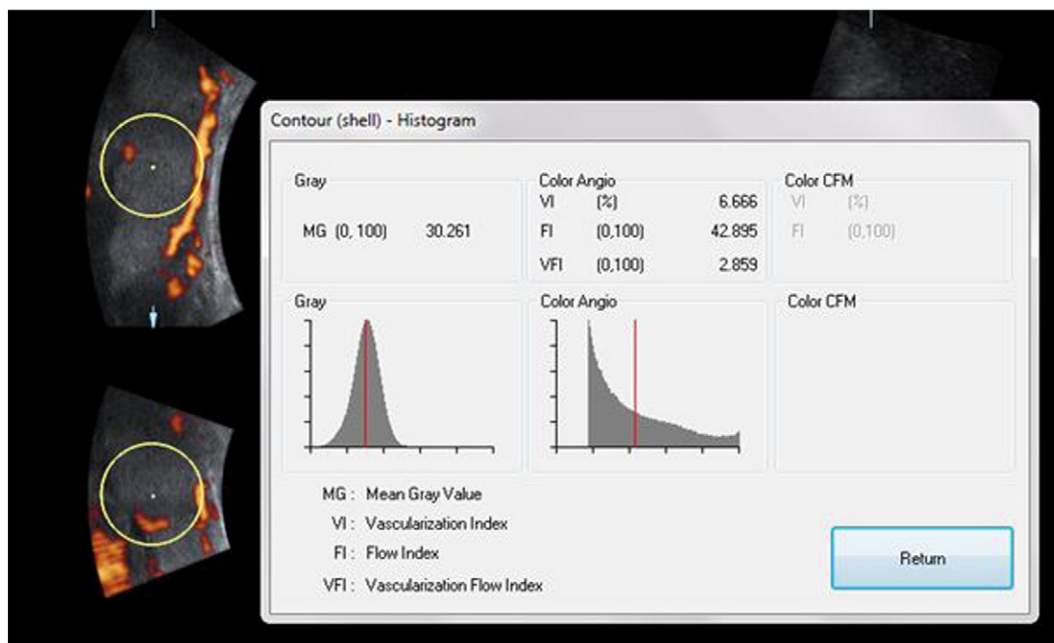 Contour (shell) - Histogram
Gray
MG (0, 100) 30.261
Color Angio
VI (%) 6.666
FI (0,100) 42.895
VFI (0,100) 2.859
Color CFM
VI (%)
FI (0,100)
Gray
Color Angio
Color CFM
MG : Mean Gray Value
VI : Vascularization Index
FI : Flow Index
VFI : Vascularization Flow Index
Return